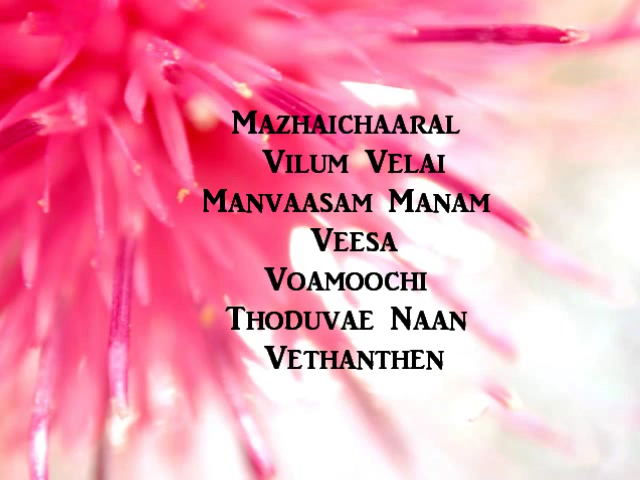 Mazhaichaaral
Vilum Velai
Manvaasam Manam
Veesa
Voamoochi
Thoduvae Naan
Vethanthen